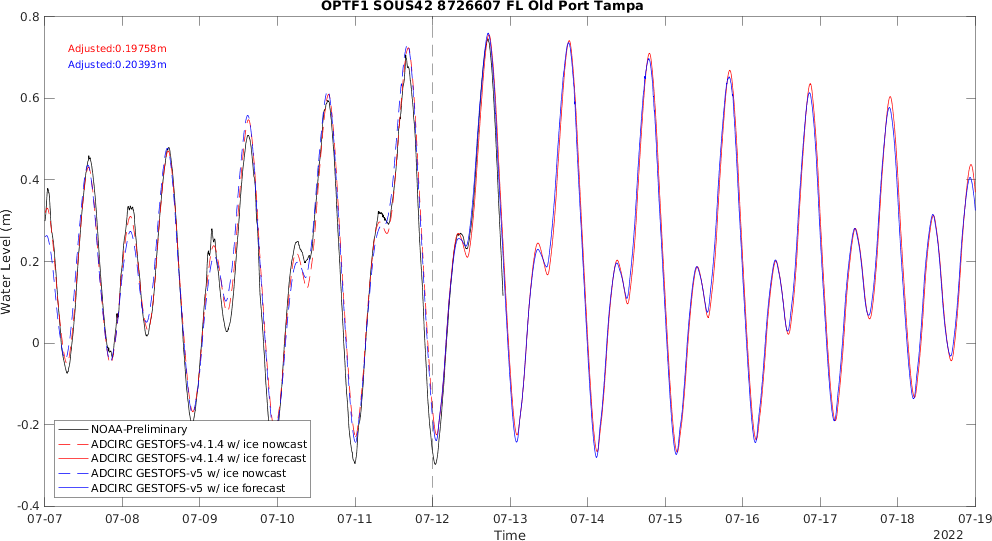 OPTF1 SOUS42 8726607 FL Old Port Tampa
Adjusted:0.19758m
Adjusted:0.20393m
0.8
0.6
0.4
0.2
0
-0.2
-0.4
Water Level (m)
NOAA-Preliminary
ADCIRC GESTOFS-v4.1.4 w/ ice nowcast
ADCIRC GESTOFS-v4.1.4 w/ ice forecast
ADCIRC GESTOFS-v5 w/ ice nowcast
ADCIRC GESTOFS-v5 w/ ice forecast
07-07 07-08 07-09 07-10 07-11 07-12 07-13 07-14 07-15 07-16 07-17 07-18 07-19
Time
2022